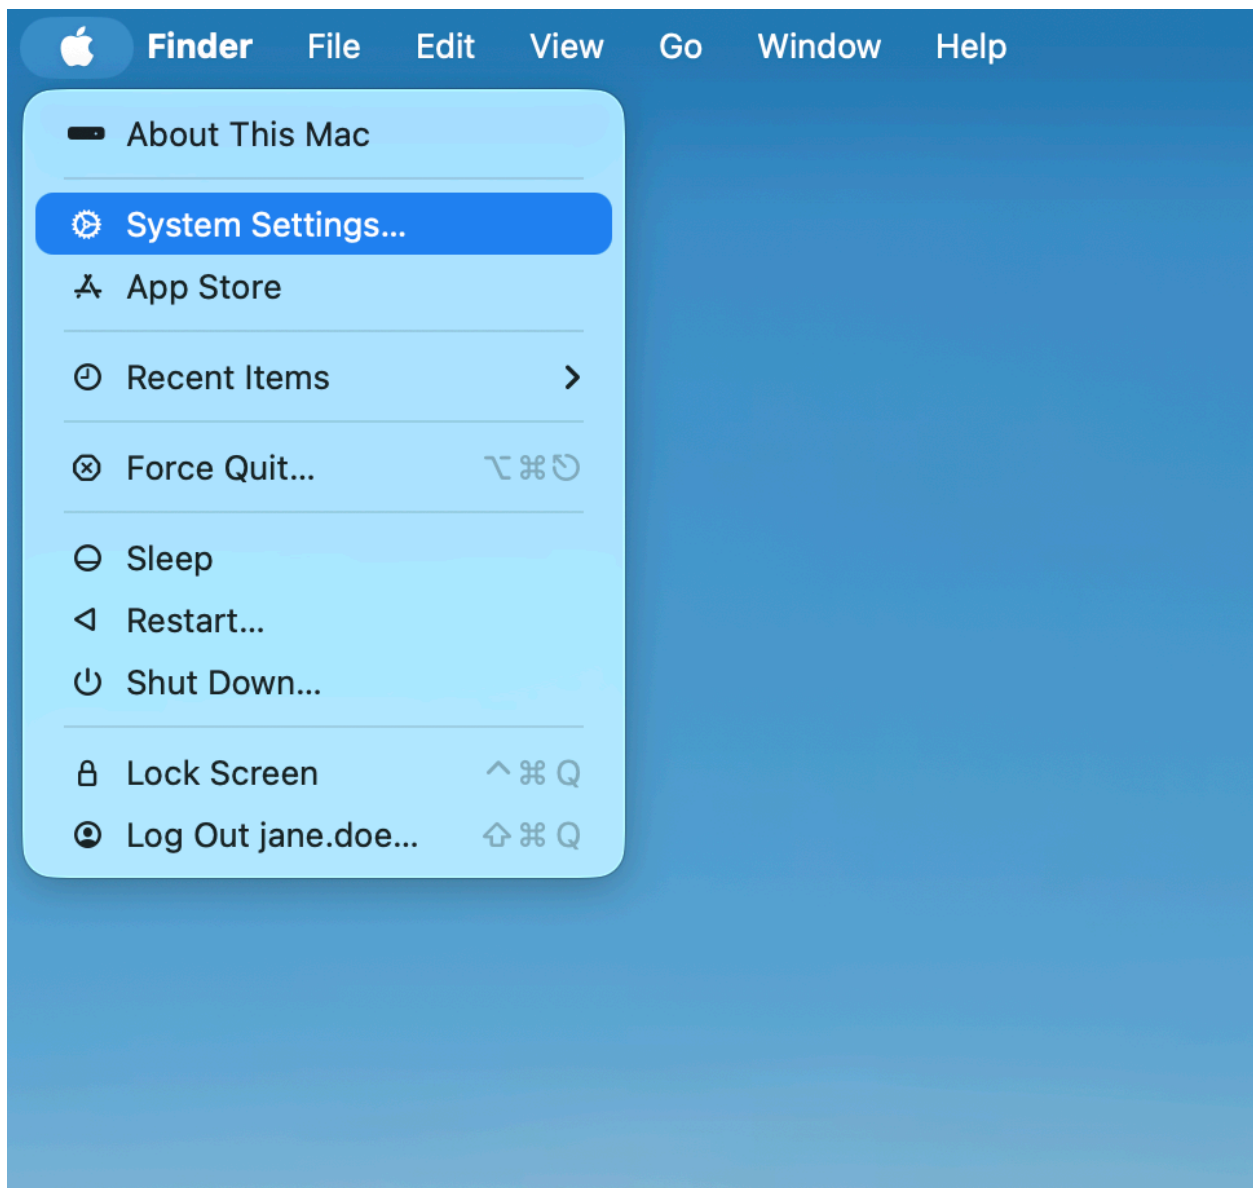 Finder File Edit View Go Window Help
About This Mac
System Settings...
App Store
Recent Items
Force Quit... ⌥⌘⎋
Sleep
Restart...
Shut Down...
Lock Screen ^⌘Q
Log Out jane.doe... ⇧⌘Q